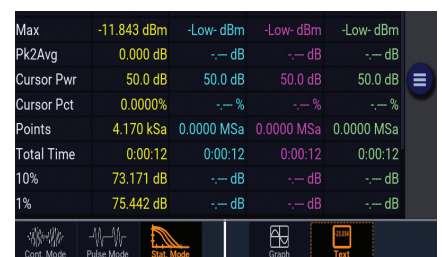 Max -11.843 dBm -Low- dBm -Low- dBm -Low- dBm
Pk2Avg 0.000 dB -.-- dB -.-- dB -.-- dB
Cursor Pwr 50.0 dB 50.0 dB 50.0 dB 50.0 dB
Cursor Pct 0.0000% -.-- % -.-- % -.-- %
Points 4.170 kSa 0.0000 MSa 0.0000 MSa 0.0000 MSa
Total Time 0:00:12 0:00:12 0:00:12 0:00:12
10% 73.171 dB -.-- dB -.-- dB -.-- dB
1% 75.442 dB -.-- dB -.-- dB -.-- dB
23.034
Cont. Mode Pulse Mode Stat. Mode Graph Text